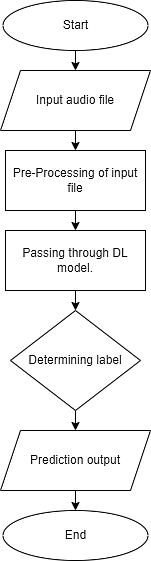 Start
Input audio file
Pre-Processing of input
file
Passing through DL
model.
Determining label
Prediction output
End